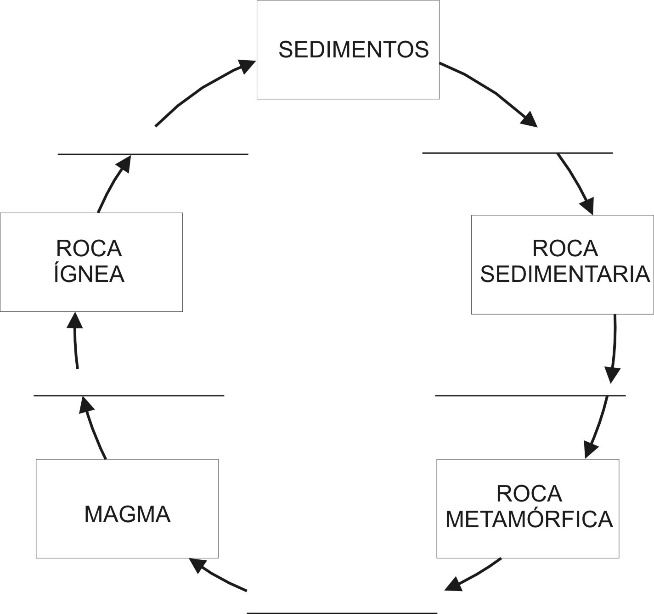 SEDIMENTOS
ROCA
ÍGNEA
ROCA
SEDIMENTARIA
MAGMA
ROCA
METAMÓRFICA